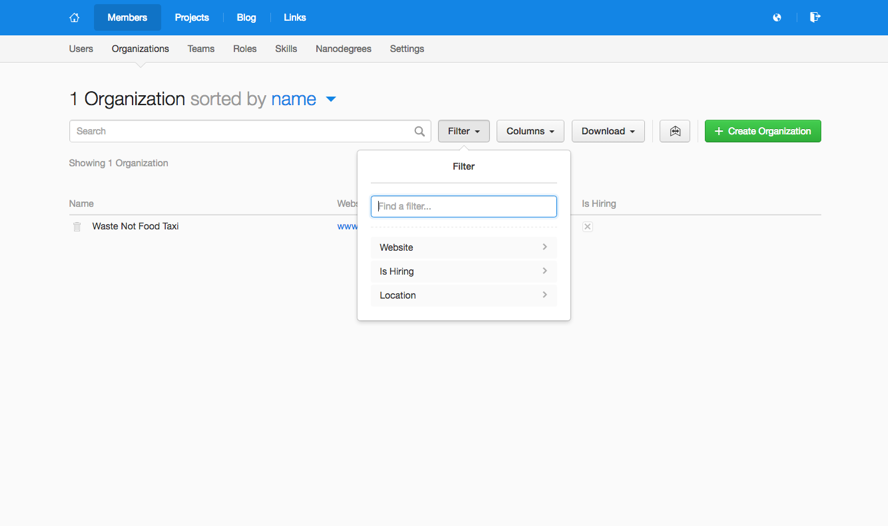 Members Projects Blog Links
Users Organizations Teams Roles Skills Nanodegrees Settings
1 Organization sorted by name
Search Filter Columns Download + Create Organization
Showing 1 Organization
Filter
Find a filter...
Name Is Hiring
Waste Not Food Taxi www
Website
Is Hiring
Location